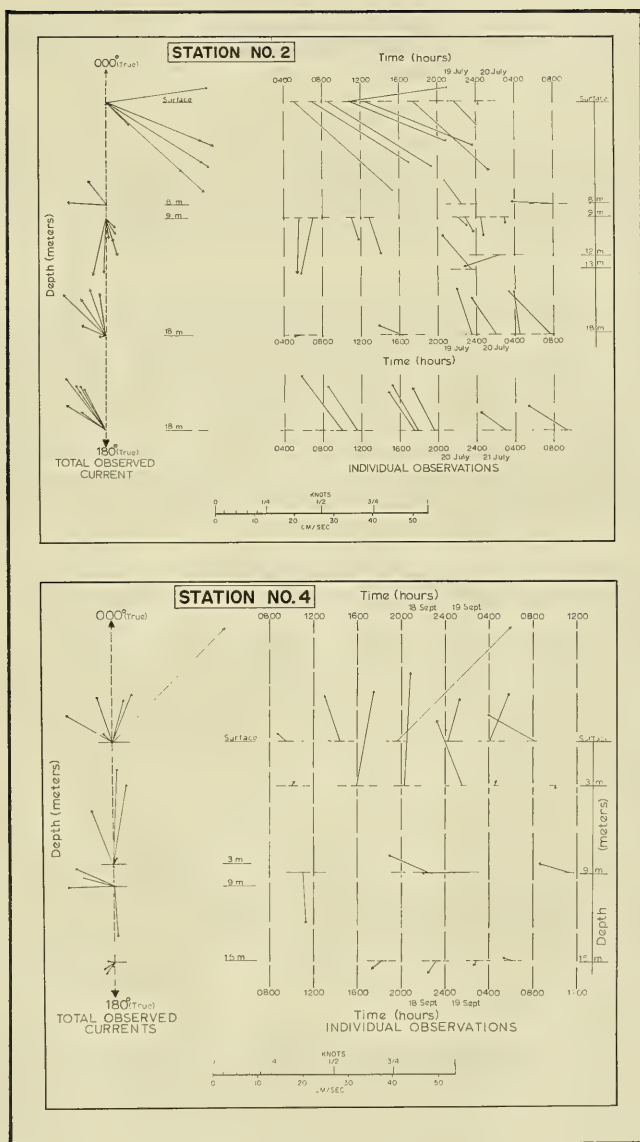 STATION NO. 2
000° (True)
Time (hours)
19 July 20 July
0400 0800 1200 1600 2000 2400 0400 0800
Surface Surface
8 m 8 m
9 m 9 m
Depth (meters)
12 m
13 m
18 m 18 m
0400 0800 1200 1600 2000 2400 0400 0800
19 July 20 July
Time (hours)
18 m
0400 0800 1200 1600 2000 2400 0400 0800
20 July 21 July
180° (True)
TOTAL OBSERVED
CURRENT
INDIVIDUAL OBSERVATIONS
KNOTS
0 1/4 1/2 3/4 1
0 10 20 30 40 50
CM/SEC
STATION NO. 4
Time (hours)
18 Sept 19 Sept
000° (True)
0800 1200 1600 2000 2400 0400 0800 1200
Surface Surface
3 m
Depth (meters)
3 m
9 m 9 m
Depth (meters)
15 m 15 m
0800 1200 1600 2000 2400 0400 0800
18 Sept 19 Sept
180° (True)
Time (hours)
TOTAL OBSERVED
CURRENTS
INDIVIDUAL OBSERVATIONS
KNOTS
1/2 3/4
10 20 30 40 50
CM/SEC